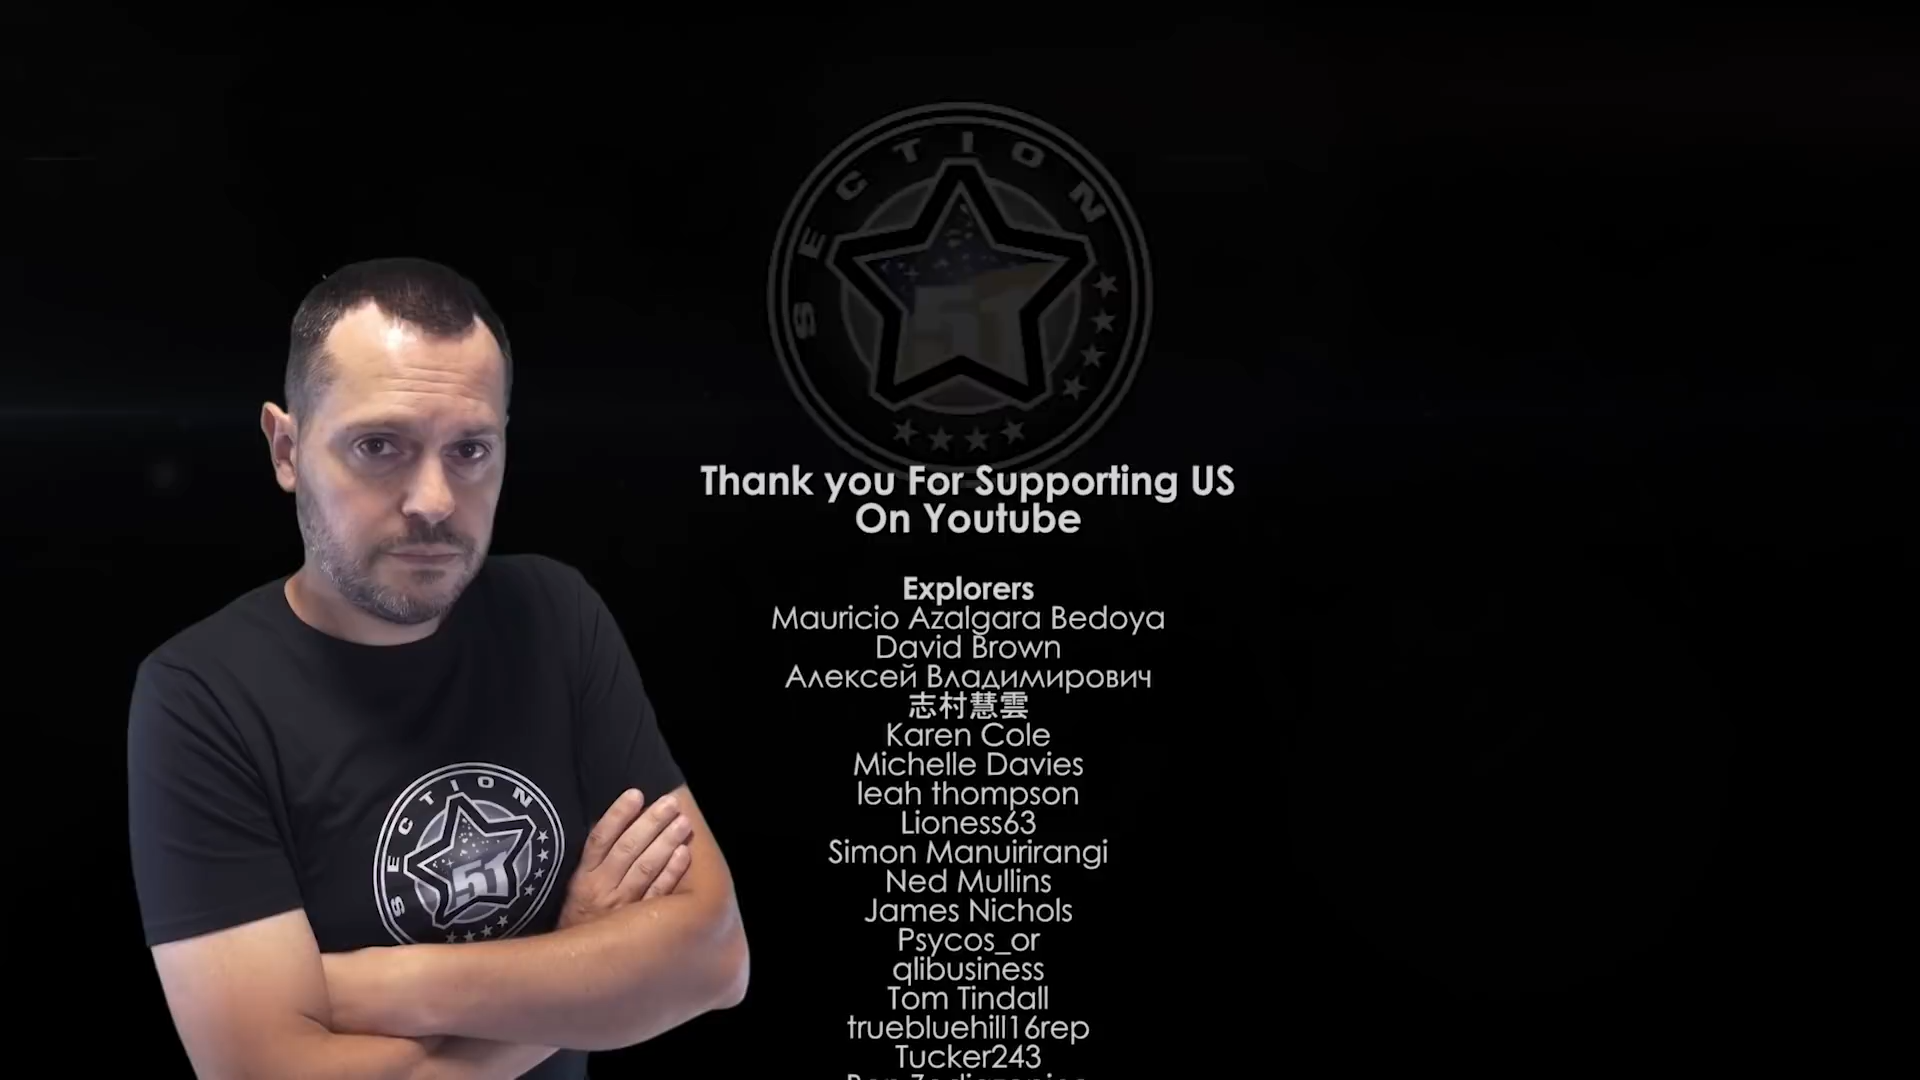 SECTION
51
Thank you For Supporting US
On Youtube
Explorers
Mauricio Azalgara Bedoya
David Brown
Алексей Владимирович
志村慧雲
Karen Cole
Michelle Davies
leah thompson
Lioness63
Simon Manuirirangi
Ned Mullins
James Nichols
Psycos_or
qlibusiness
Tom Tindall
truebluehill16rep
Tucker243
SECTION
51